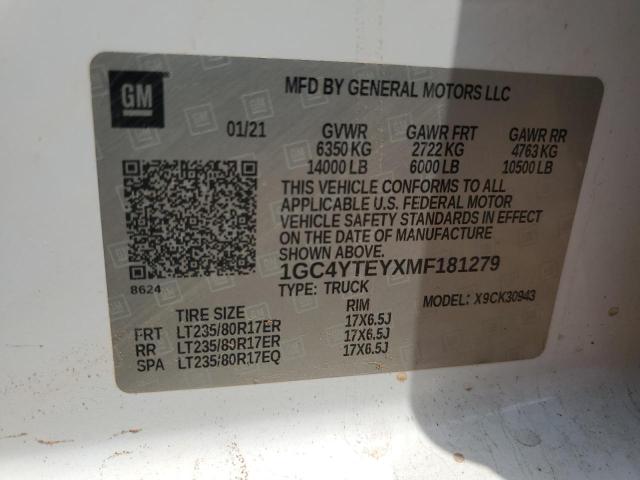 GM
MFD BY GENERAL MOTORS LLC
01/21 GVWR GAWR FRT GAWR RR
6350 KG 2722 KG 4763 KG
14000 LB 6000 LB 10500 LB
THIS VEHICLE CONFORMS TO ALL
APPLICABLE U.S. FEDERAL MOTOR
VEHICLE SAFETY STANDARDS IN EFFECT
ON THE DATE OF MANUFACTURE
SHOWN ABOVE.
1GC4YTEYXMF181279
8624
TYPE: TRUCK MODEL: X9CK30943
TIRE SIZE RIM
FRT LT235/80R17ER 17X6.5J
RR LT235/80R17ER 17X6.5J
SPA LT235/80R17EQ 17X6.5J